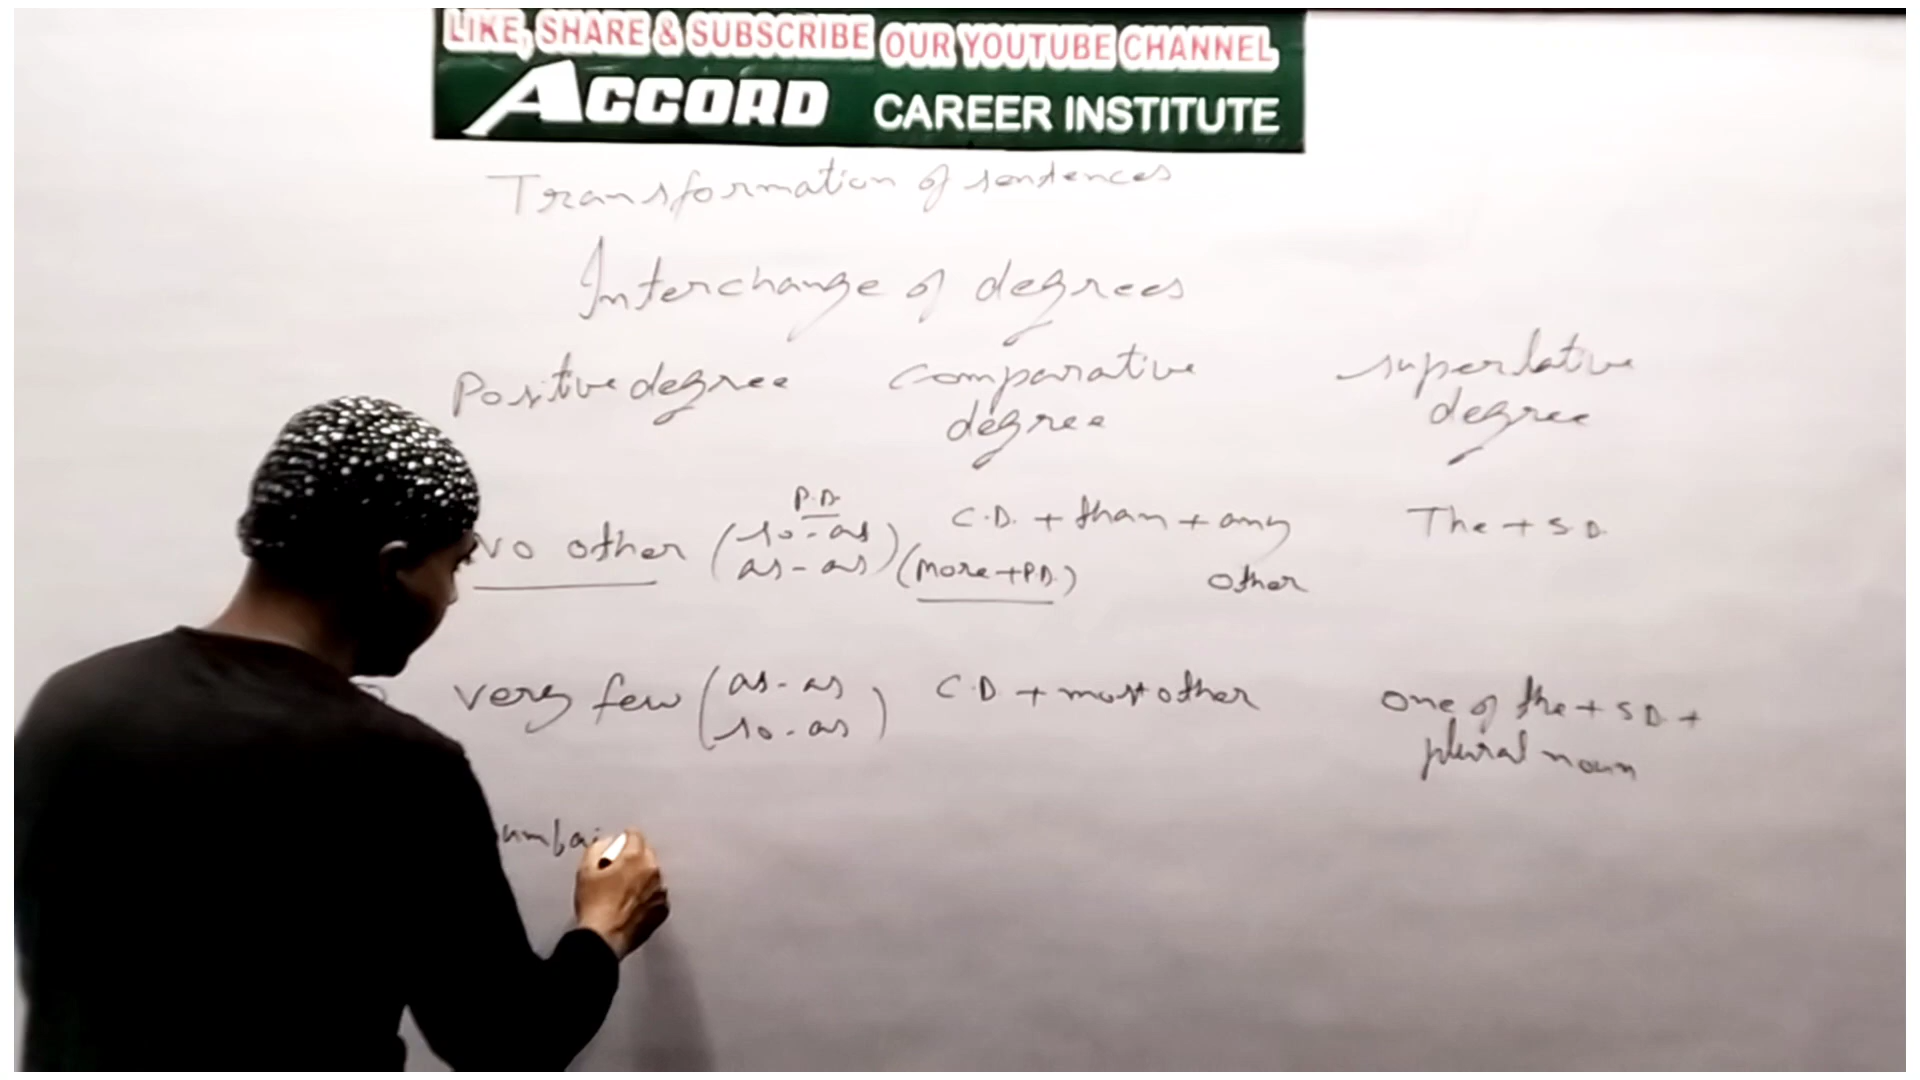 LIKE, SHARE & SUBSCRIBE OUR YOUTUBE CHANNEL
ACCORD CAREER INSTITUTE
Transformation of sentences
Interchange of degrees
Positive degree comparative degree superlative degree
P.D.
No other (so-as as-as) C.D. + than + any other (more+P.D.) The + S.D.
very few (as-as so-as) C.D + most other one of the + S D. + plural noun
umbai